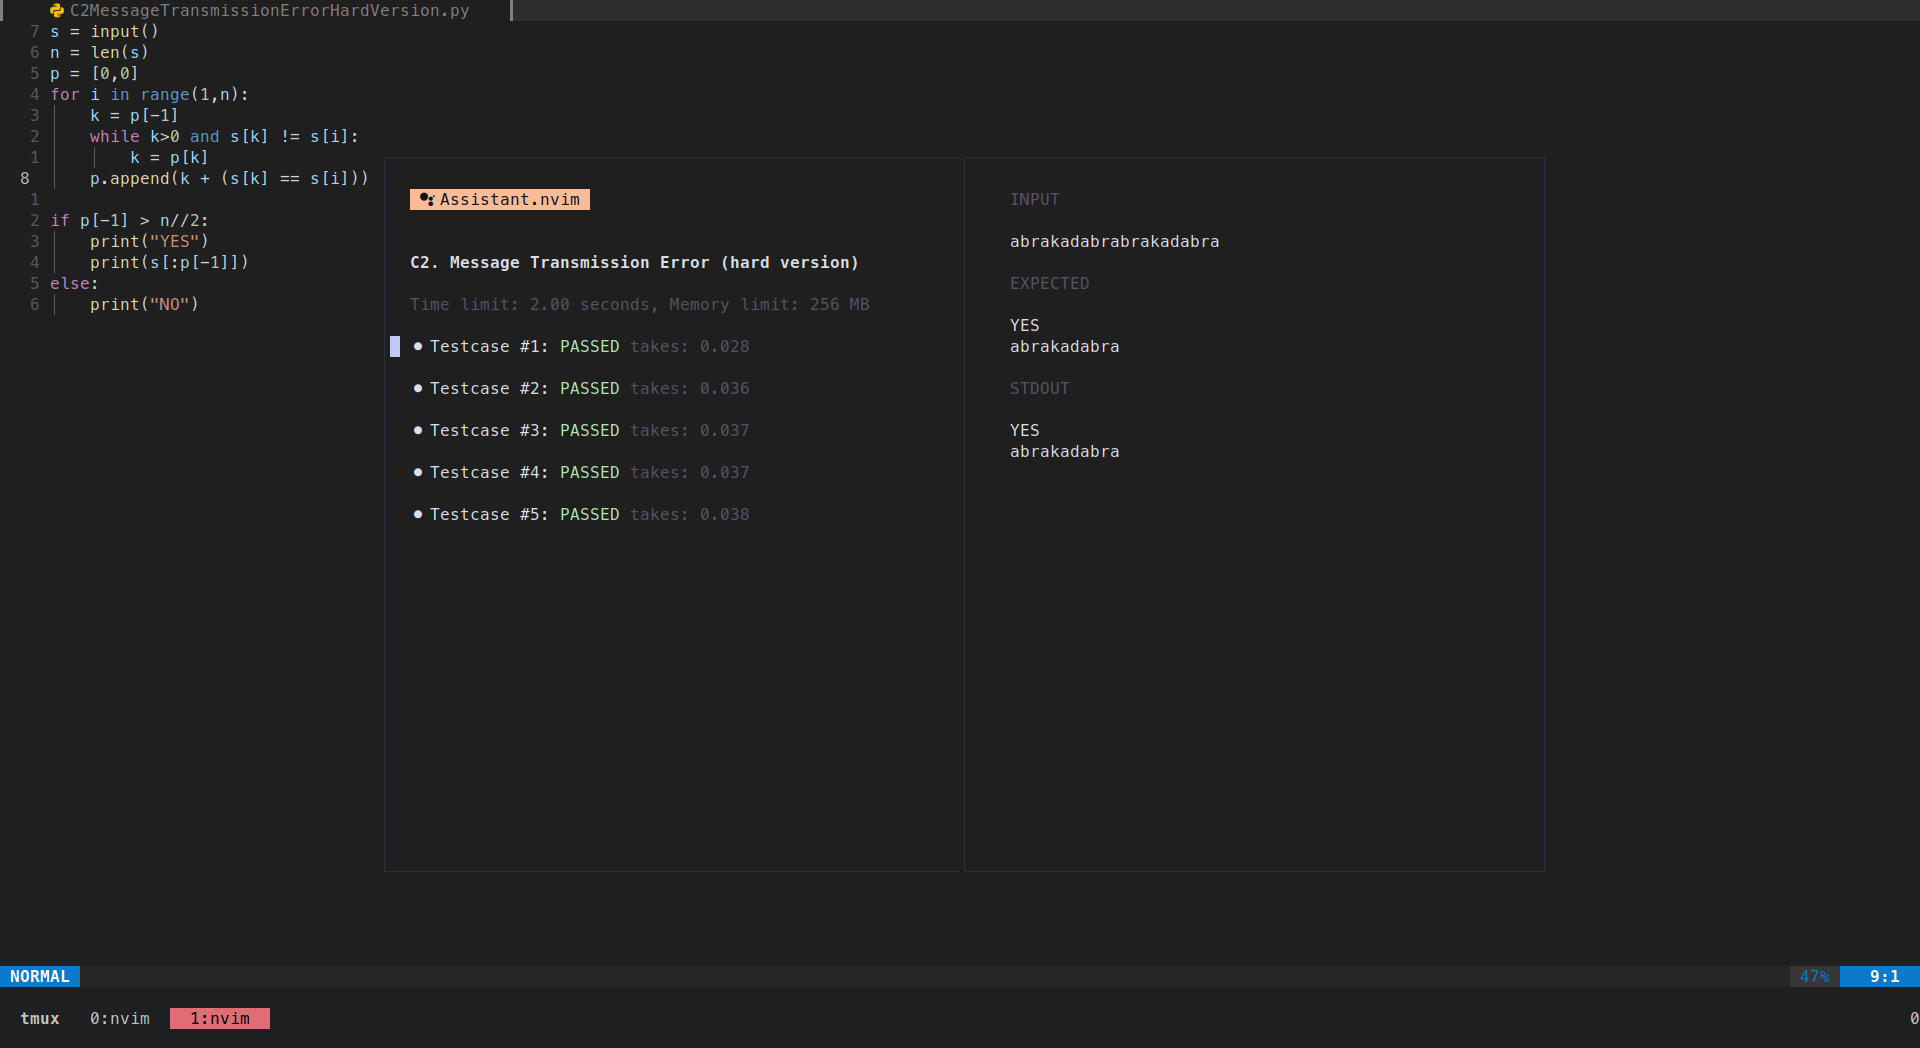 C2MessageTransmissionErrorHardVersion.py
7 s = input()
6 n = len(s)
5 p = [0,0]
4 for i in range(1,n):
3     k = p[-1]
2     while k>0 and s[k] != s[i]:
1         k = p[k]
8     p.append(k + (s[k] == s[i]))
1
2 if p[-1] > n//2:
3     print("YES")
4     print(s[:p[-1]])
5 else:
6     print("NO")
Assistant.nvim
C2. Message Transmission Error (hard version)
Time limit: 2.00 seconds, Memory limit: 256 MB
● Testcase #1: PASSED takes: 0.028
● Testcase #2: PASSED takes: 0.036
● Testcase #3: PASSED takes: 0.037
● Testcase #4: PASSED takes: 0.037
● Testcase #5: PASSED takes: 0.038
INPUT
abrakadabrabrakadabra
EXPECTED
YES
abrakadabra
STDOUT
YES
abrakadabra
NORMAL 47% 9:1
tmux 0:nvim 1:nvim 0